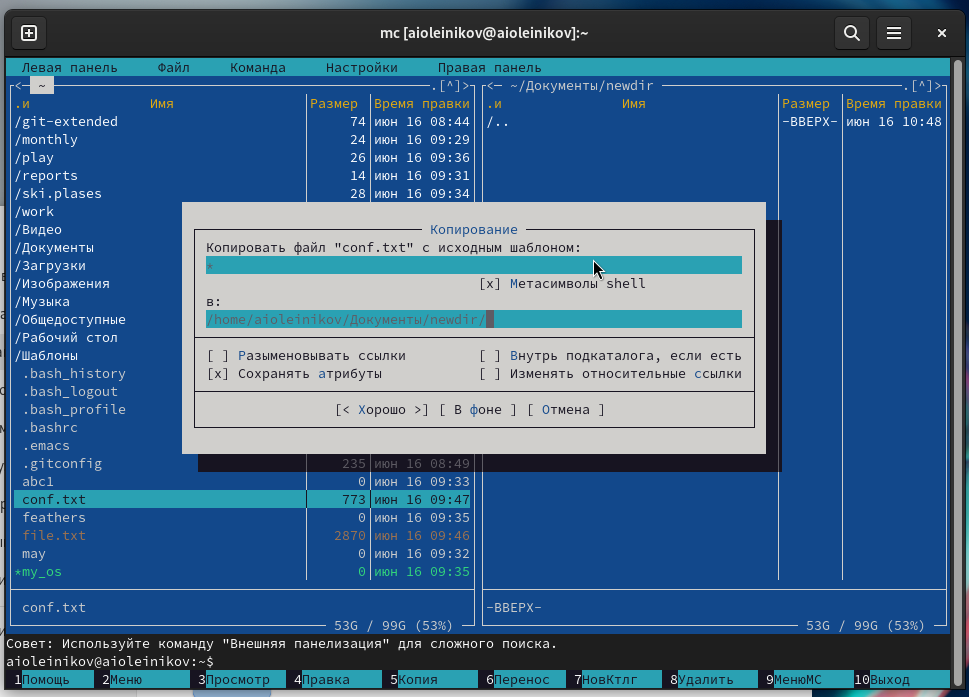 mc [aioleinikov@aioleinikov]:~
Левая панель Файл Команда Настройки Правая панель
<— ~ .[^]> <— ~/Документы/newdir .[^]>
.и Имя Размер Время правки .и Имя Размер Время правки
/git-extended 74 июн 16 08:44 /.. -ВВЕРХ- июн 16 10:48
/monthly 24 июн 16 09:29
/play 26 июн 16 09:36
/reports 14 июн 16 09:31
/ski.plases 28 июн 16 09:34
/work
/Видео
/Документы
/Загрузки
/Изображения
/Музыка
/Общедоступные
/Рабочий стол
/Шаблоны
.bash_history
.bash_logout
.bash_profile
.bashrc
.emacs
.gitconfig 235 июн 16 08:49
abc1 0 июн 16 09:33
conf.txt 773 июн 16 09:47
feathers 0 июн 16 09:35
file.txt 2870 июн 16 09:46
may 0 июн 16 09:32
*my_os 0 июн 16 09:35
Копирование
Копировать файл "conf.txt" с исходным шаблоном:
*
[x] Метасимволы shell
в:
/home/aioleinikov/Документы/newdir/
[ ] Разыменовывать ссылки [ ] Внутрь подкаталога, если есть
[x] Сохранять атрибуты [ ] Изменять относительные ссылки
[< Хорошо >] [ В фоне ] [ Отмена ]
conf.txt -ВВЕРХ-
53G / 99G (53%) 53G / 99G (53%)
Совет: Используйте команду "Внешняя панелизация" для сложного поиска.
aioleinikov@aioleinikov:~$
1Помощь 2Меню 3Просмотр 4Правка 5Копия 6Перенос 7НовКтлг 8Удалить 9МенюМС 10Выход